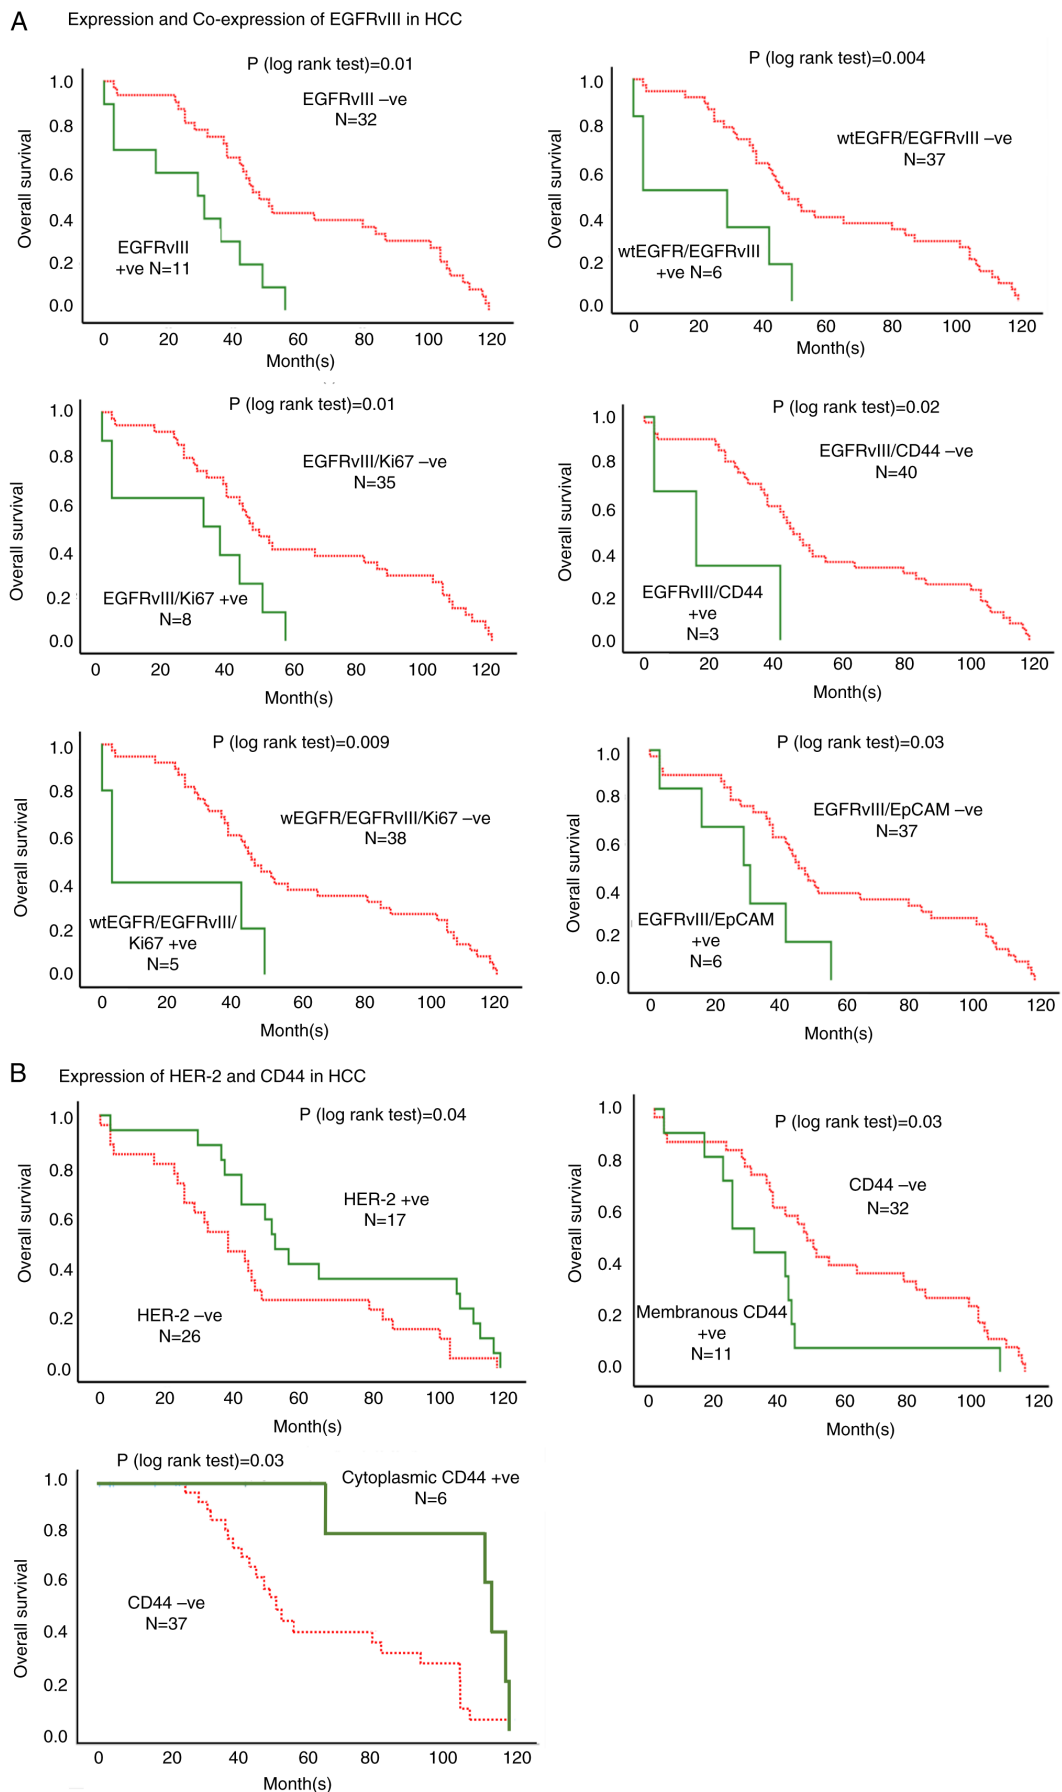 A
Expression and Co-expression of EGFRvIII in HCC
P (log rank test)=0.01
EGFRvIII –ve
N=32
EGFRvIII
+ve N=11
Overall survival
1.0
0.8
0.6
0.4
0.2
0.0
0 20 40 60 80 100 120
Month(s)
P (log rank test)=0.004
wtEGFR/EGFRvIII –ve
N=37
wtEGFR/EGFRvIII
+ve N=6
Overall survival
1.0
0.8
0.6
0.4
0.2
0.0
0 20 40 60 80 100 120
Month(s)
P (log rank test)=0.01
EGFRvIII/Ki67 –ve
N=35
EGFRvIII/Ki67 +ve
N=8
Overall survival
1.0
0.8
0.6
0.4
0.2
0.0
0 20 40 60 80 100 120
Month(s)
P (log rank test)=0.02
EGFRvIII/CD44 –ve
N=40
EGFRvIII/CD44
+ve
N=3
Overall survival
1.0
0.8
0.6
0.4
0.2
0.0
0 20 40 60 80 100 120
Month(s)
P (log rank test)=0.009
wEGFR/EGFRvIII/Ki67 –ve
N=38
wtEGFR/EGFRvIII/
Ki67 +ve
N=5
Overall survival
1.0
0.8
0.6
0.4
0.2
0.0
0 20 40 60 80 100 120
Month(s)
P (log rank test)=0.03
EGFRvIII/EpCAM –ve
N=37
EGFRvIII/EpCAM
+ve
N=6
Overall survival
1.0
0.8
0.6
0.4
0.2
0.0
0 20 40 60 80 100 120
Month(s)
B
Expression of HER-2 and CD44 in HCC
P (log rank test)=0.04
HER-2 +ve
N=17
HER-2 –ve
N=26
Overall survival
1.0
0.8
0.6
0.4
0.2
0.0
0 20 40 60 80 100 120
Month(s)
P (log rank test)=0.03
CD44 –ve
N=32
Membranous CD44
+ve
N=11
Overall survival
1.0
0.8
0.6
0.4
0.2
0.0
0 20 40 60 80 100 120
Month(s)
P (log rank test)=0.03
Cytoplasmic CD44 +ve
N=6
CD44 –ve
N=37
Overall survival
1.0
0.8
0.6
0.4
0.2
0.0
0 20 40 60 80 100 120
Month(s)